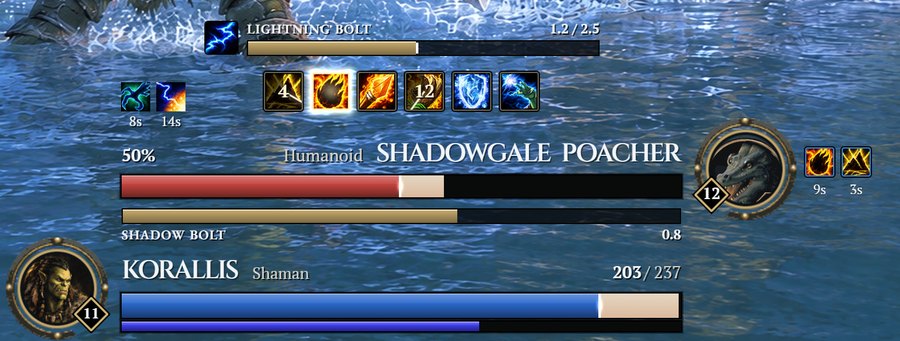 LIGHTNING BOLT 1.2 / 2.5
4 12
8s 14s
50% Humanoid SHADOWGALE POACHER
12
9s 3s
SHADOW BOLT 0.8
KORALLIS Shaman 203 / 237
11